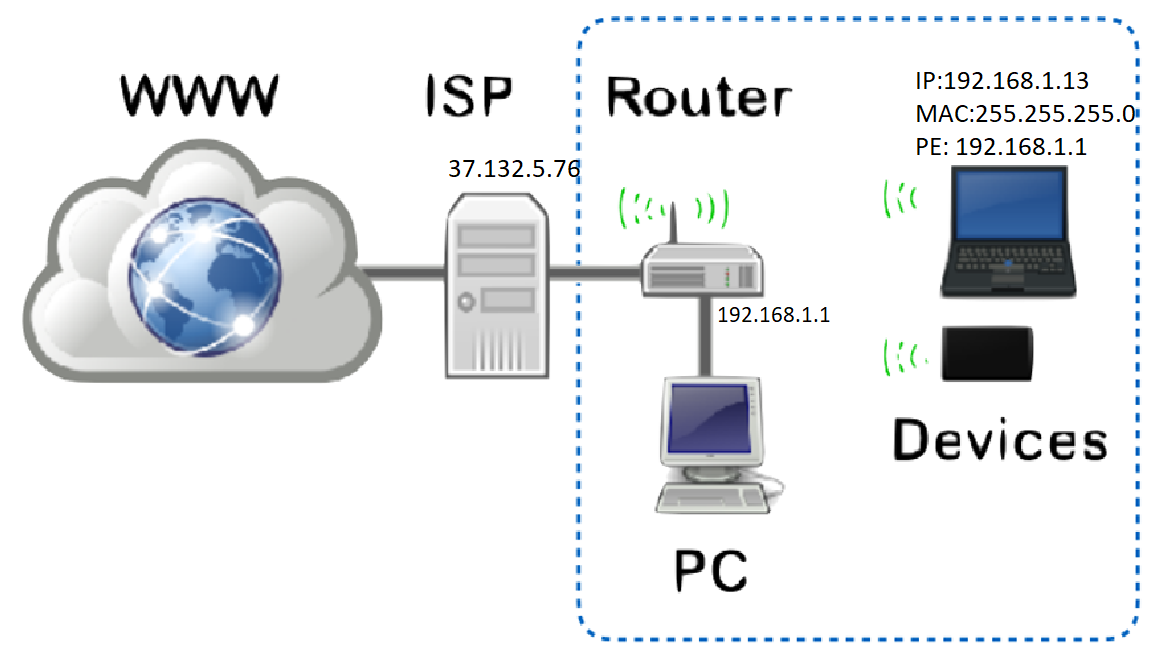 WWW
ISP
Router
IP:192.168.1.13
MAC:255.255.255.0
PE: 192.168.1.1
37.132.5.76
192.168.1.1
Devices
PC